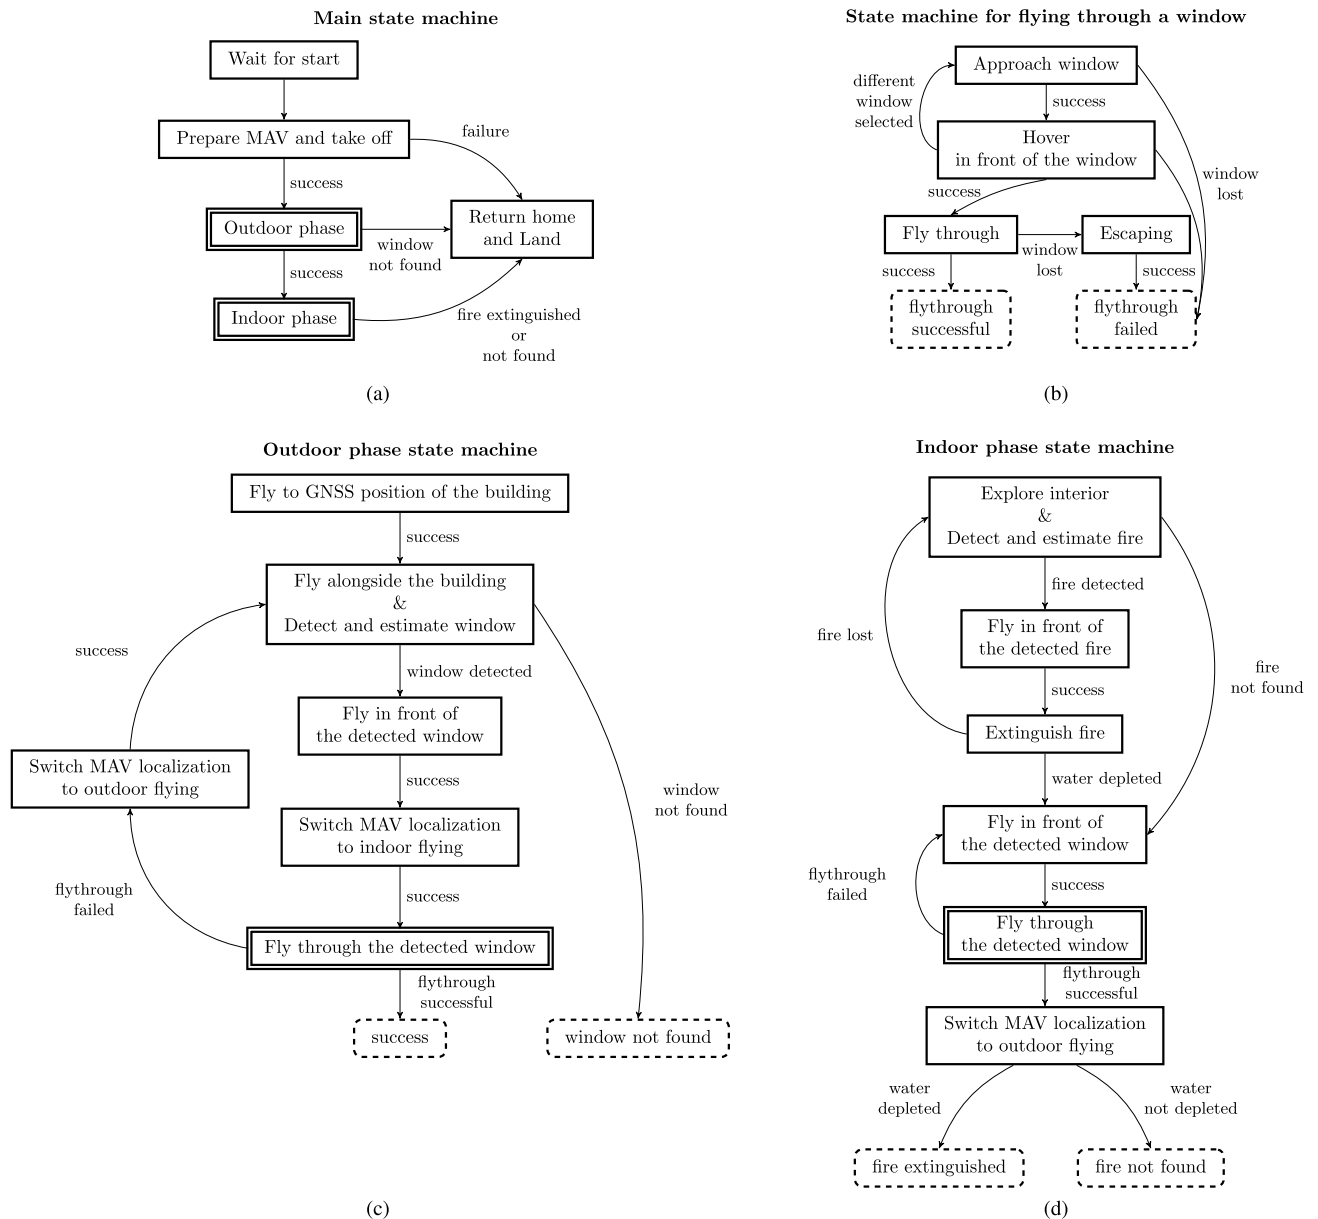 Main state machine
Wait for start
Prepare MAV and take off
failure
success
Outdoor phase
Return home
and Land
window
not found
success
Indoor phase
fire extinguished
or
not found
(a)
State machine for flying through a window
Approach window
different
window
selected
success
Hover
in front of the window
window
lost
success
Fly through
Escaping
window
lost
success
success
flythrough
successful
flythrough
failed
(b)
Outdoor phase state machine
Fly to GNSS position of the building
success
Fly alongside the building
&
Detect and estimate window
success
window detected
Fly in front of
the detected window
Switch MAV localization
to outdoor flying
success
window
not found
Switch MAV localization
to indoor flying
flythrough
failed
success
Fly through the detected window
flythrough
successful
success
window not found
(c)
Indoor phase state machine
Explore interior
&
Detect and estimate fire
fire detected
Fly in front of
the detected fire
fire lost
fire
not found
success
Extinguish fire
water depleted
Fly in front of
the detected window
flythrough
failed
success
Fly through
the detected window
flythrough
successful
Switch MAV localization
to outdoor flying
water
depleted
water
not depleted
fire extinguished
fire not found
(d)